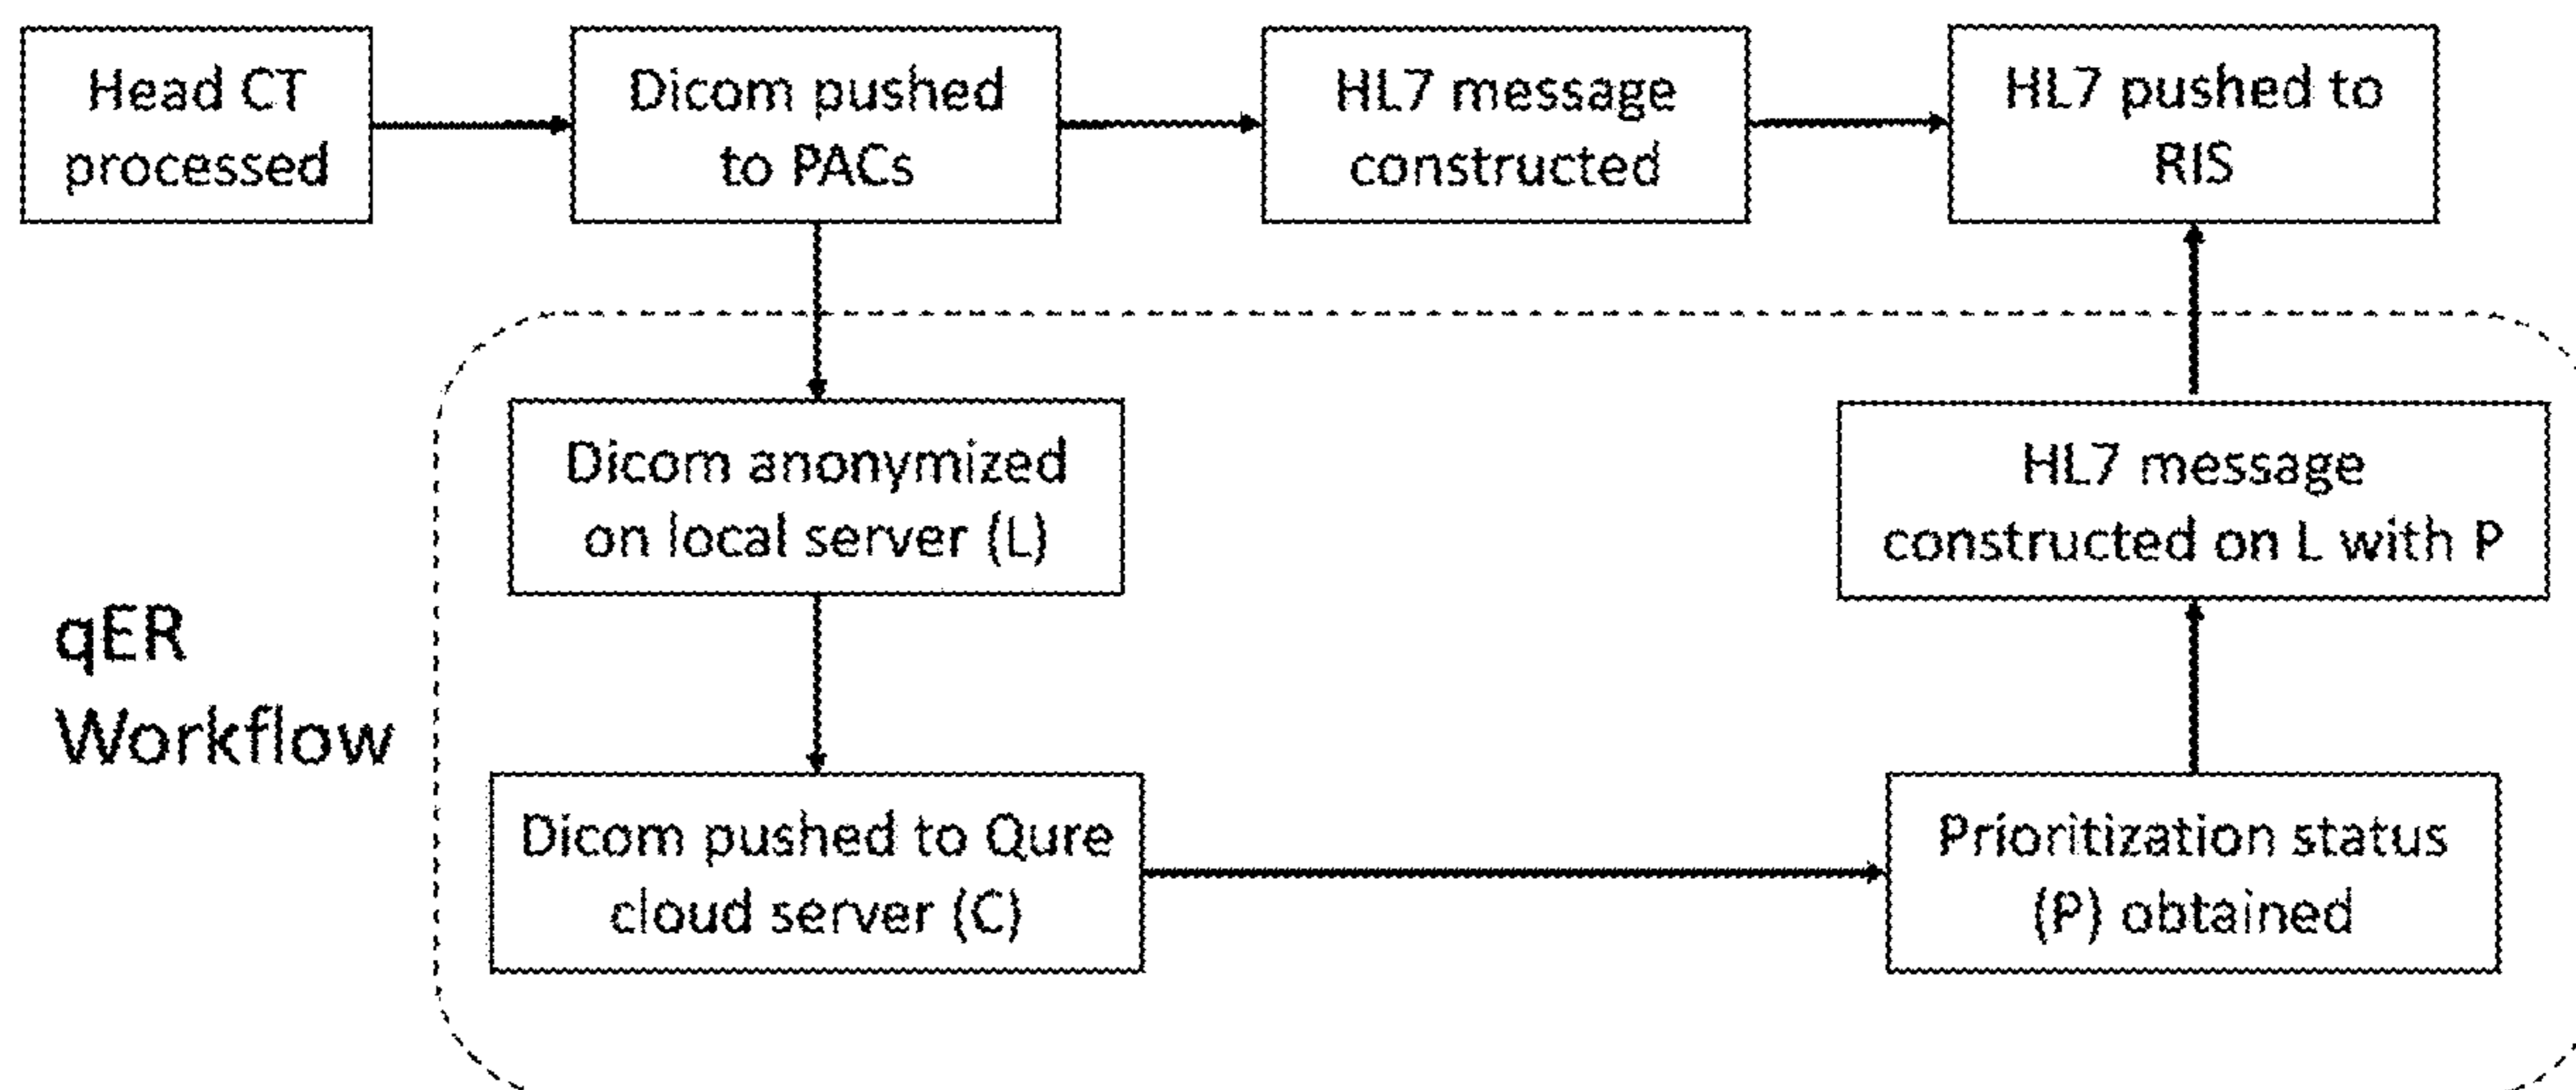 Head CT
processed
Dicom pushed
to PACs
HL7 message
constructed
HL7 pushed to
RIS
Dicom anonymized
on local server (L)
HL7 message
constructed on L with P
qER
Workflow
Dicom pushed to Qure
cloud server (C)
Prioritization status
(P) obtained